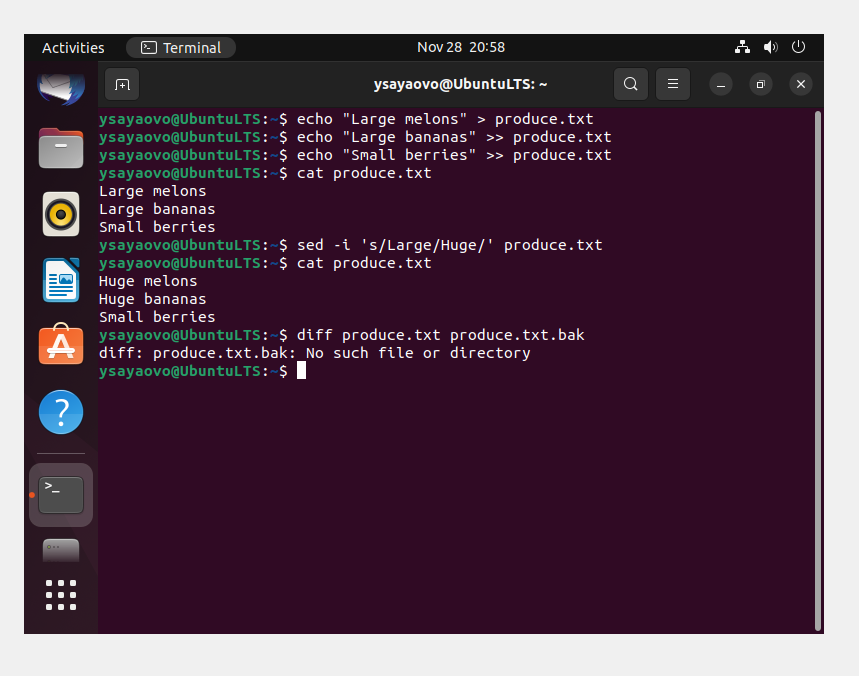 Activities
Terminal
Nov 28 20:58
ysayaovo@UbuntuLTS: ~
ysayaovo@UbuntuLTS:~$ echo "Large melons" > produce.txt
ysayaovo@UbuntuLTS:~$ echo "Large bananas" >> produce.txt
ysayaovo@UbuntuLTS:~$ echo "Small berries" >> produce.txt
ysayaovo@UbuntuLTS:~$ cat produce.txt
Large melons
Large bananas
Small berries
ysayaovo@UbuntuLTS:~$ sed -i 's/Large/Huge/' produce.txt
ysayaovo@UbuntuLTS:~$ cat produce.txt
Huge melons
Huge bananas
Small berries
ysayaovo@UbuntuLTS:~$ diff produce.txt produce.txt.bak
diff: produce.txt.bak: No such file or directory
ysayaovo@UbuntuLTS:~$